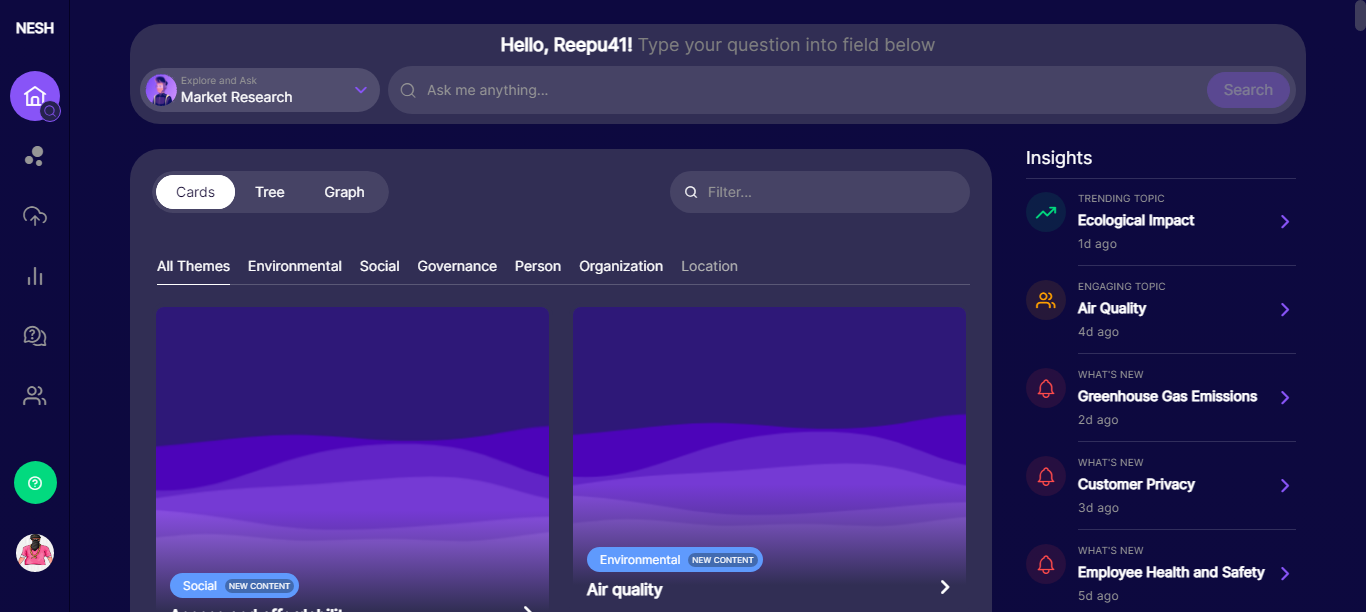 NESH
Hello, Reepu41! Type your question into field below
Explore and Ask
Market Research
Ask me anything...
Search
Cards
Tree
Graph
Filter...
All Themes
Environmental
Social
Governance
Person
Organization
Location
Social
NEW CONTENT
Environmental
NEW CONTENT
Air quality
Insights
TRENDING TOPIC
Ecological Impact
1d ago
ENGAGING TOPIC
Air Quality
4d ago
WHAT'S NEW
Greenhouse Gas Emissions
2d ago
WHAT'S NEW
Customer Privacy
3d ago
WHAT'S NEW
Employee Health and Safety
5d ago